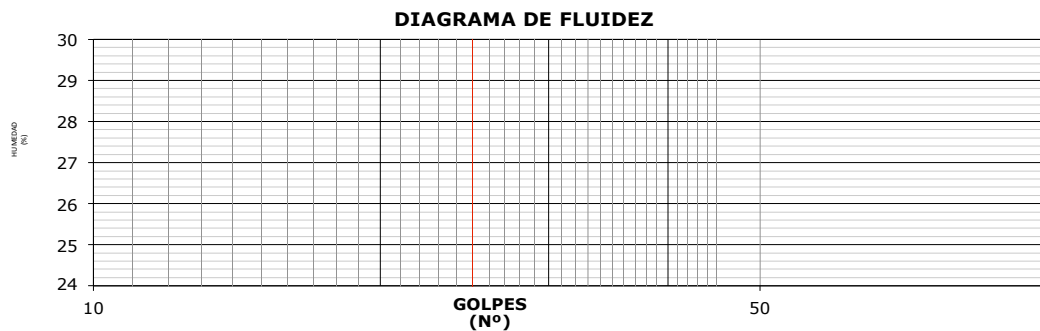 DIAGRAMA DE FLUIDEZ
30
29
28
27
26
25
24
HUMEDAD
(%)
10
50
GOLPES
(Nº)